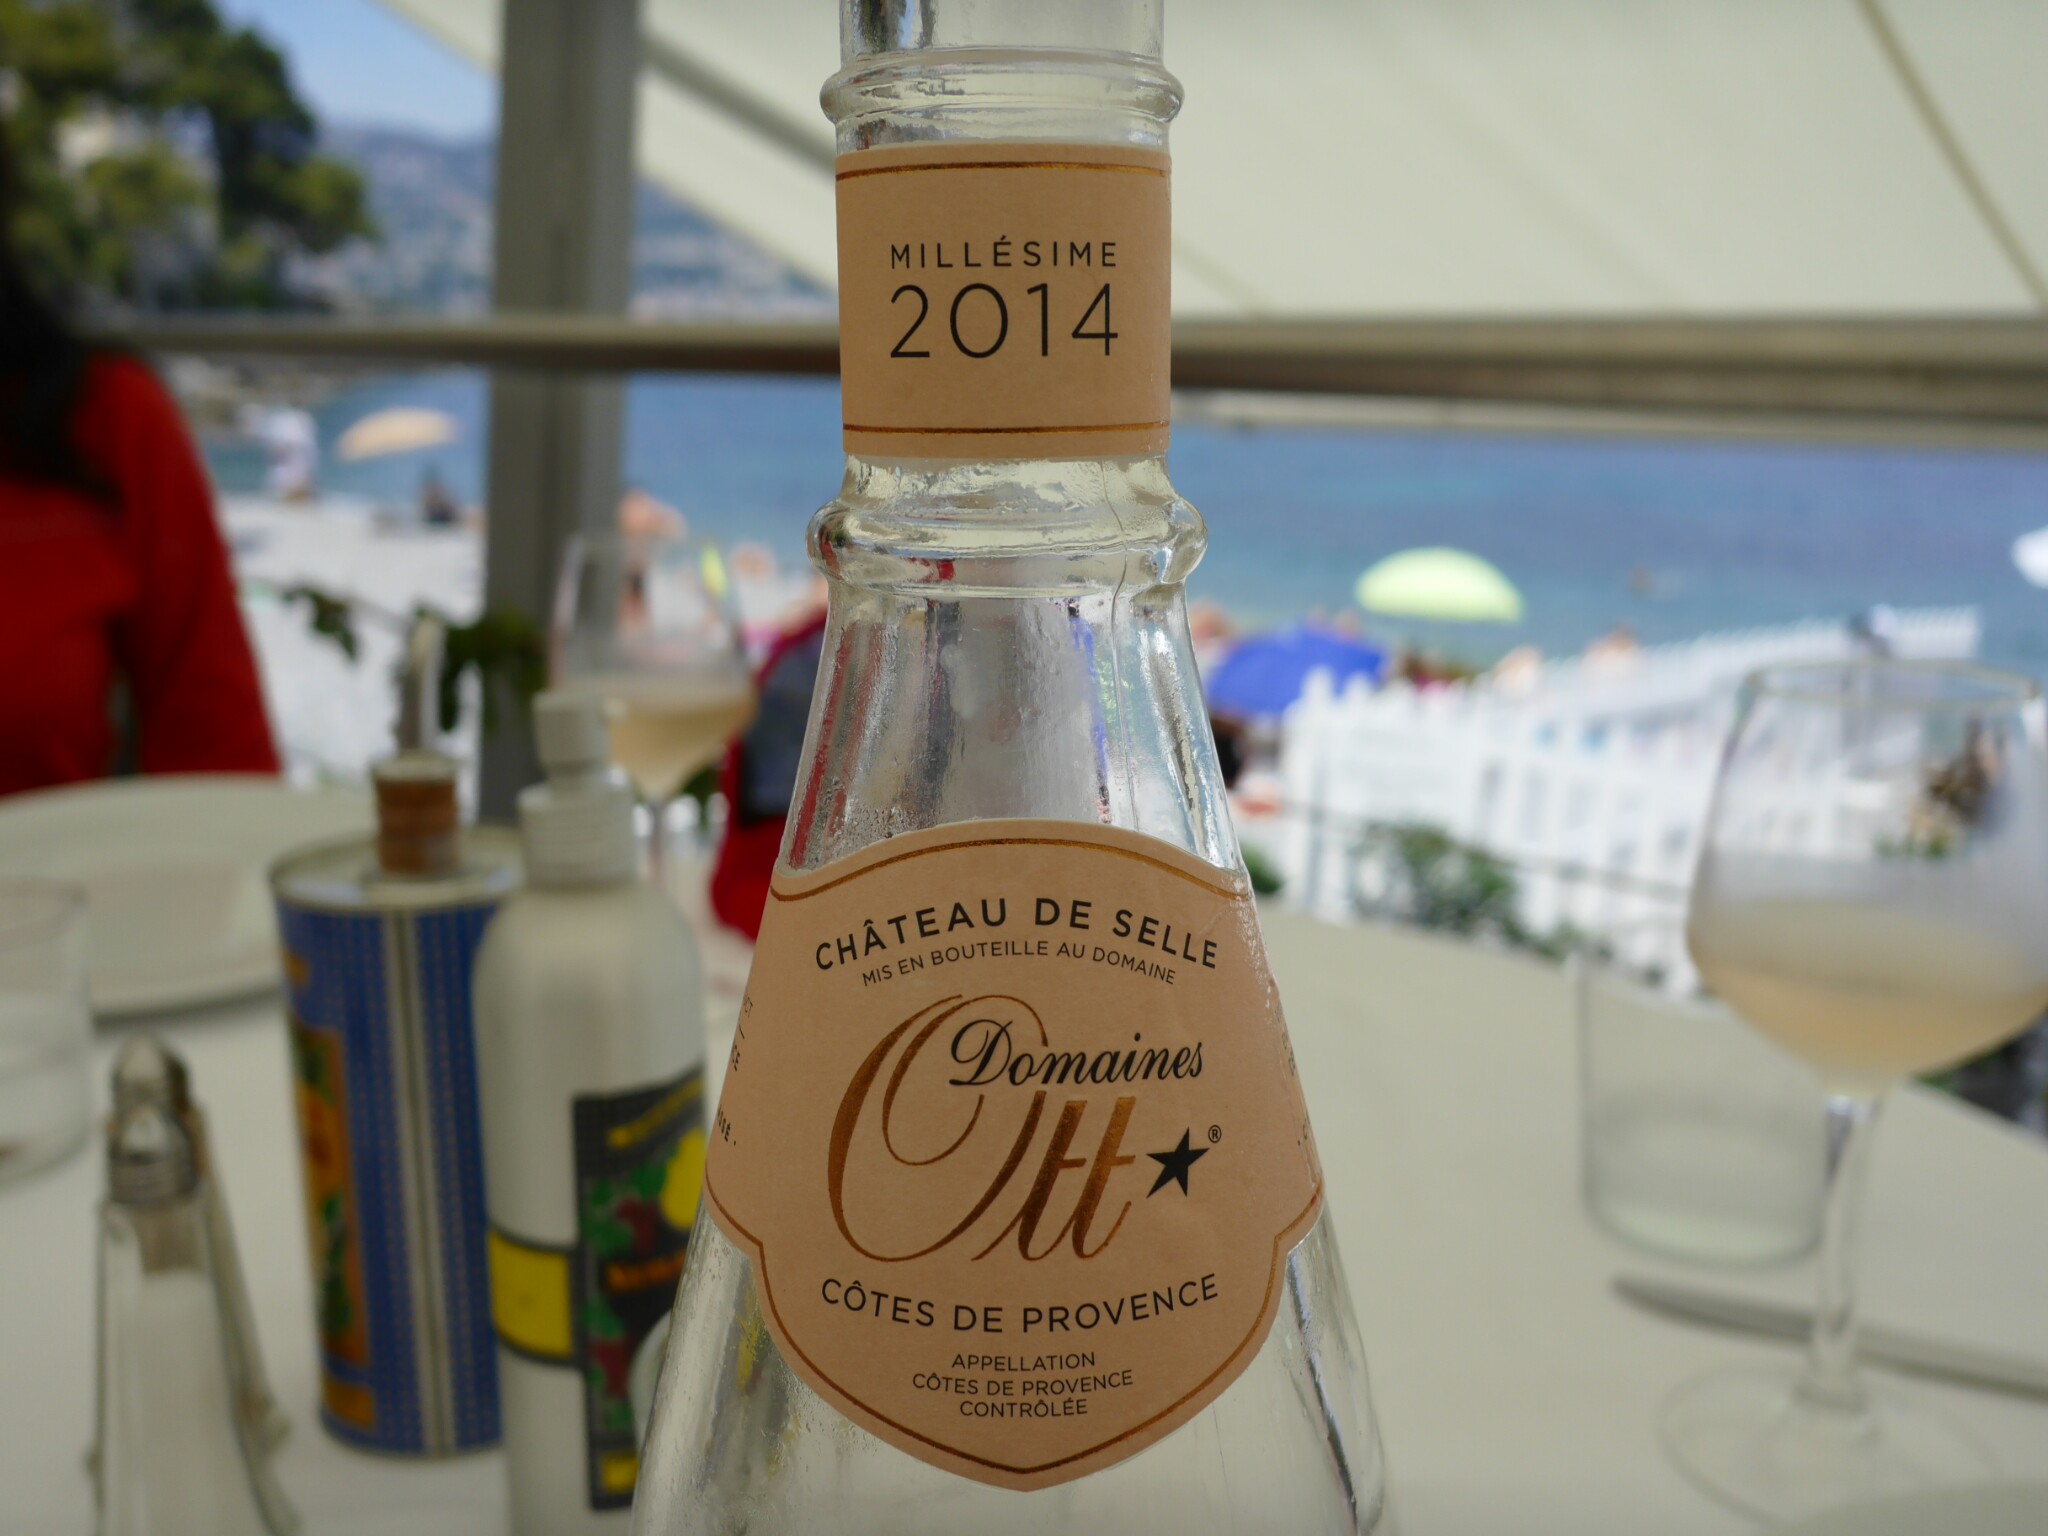 MILLÉSIME
2014
CHÂTEAU DE SELLE
MIS EN BOUTEILLE AU DOMAINE
Domaines
Ott ★®
CÔTES DE PROVENCE
APPELLATION
CÔTES DE PROVENCE
CONTRÔLÉE